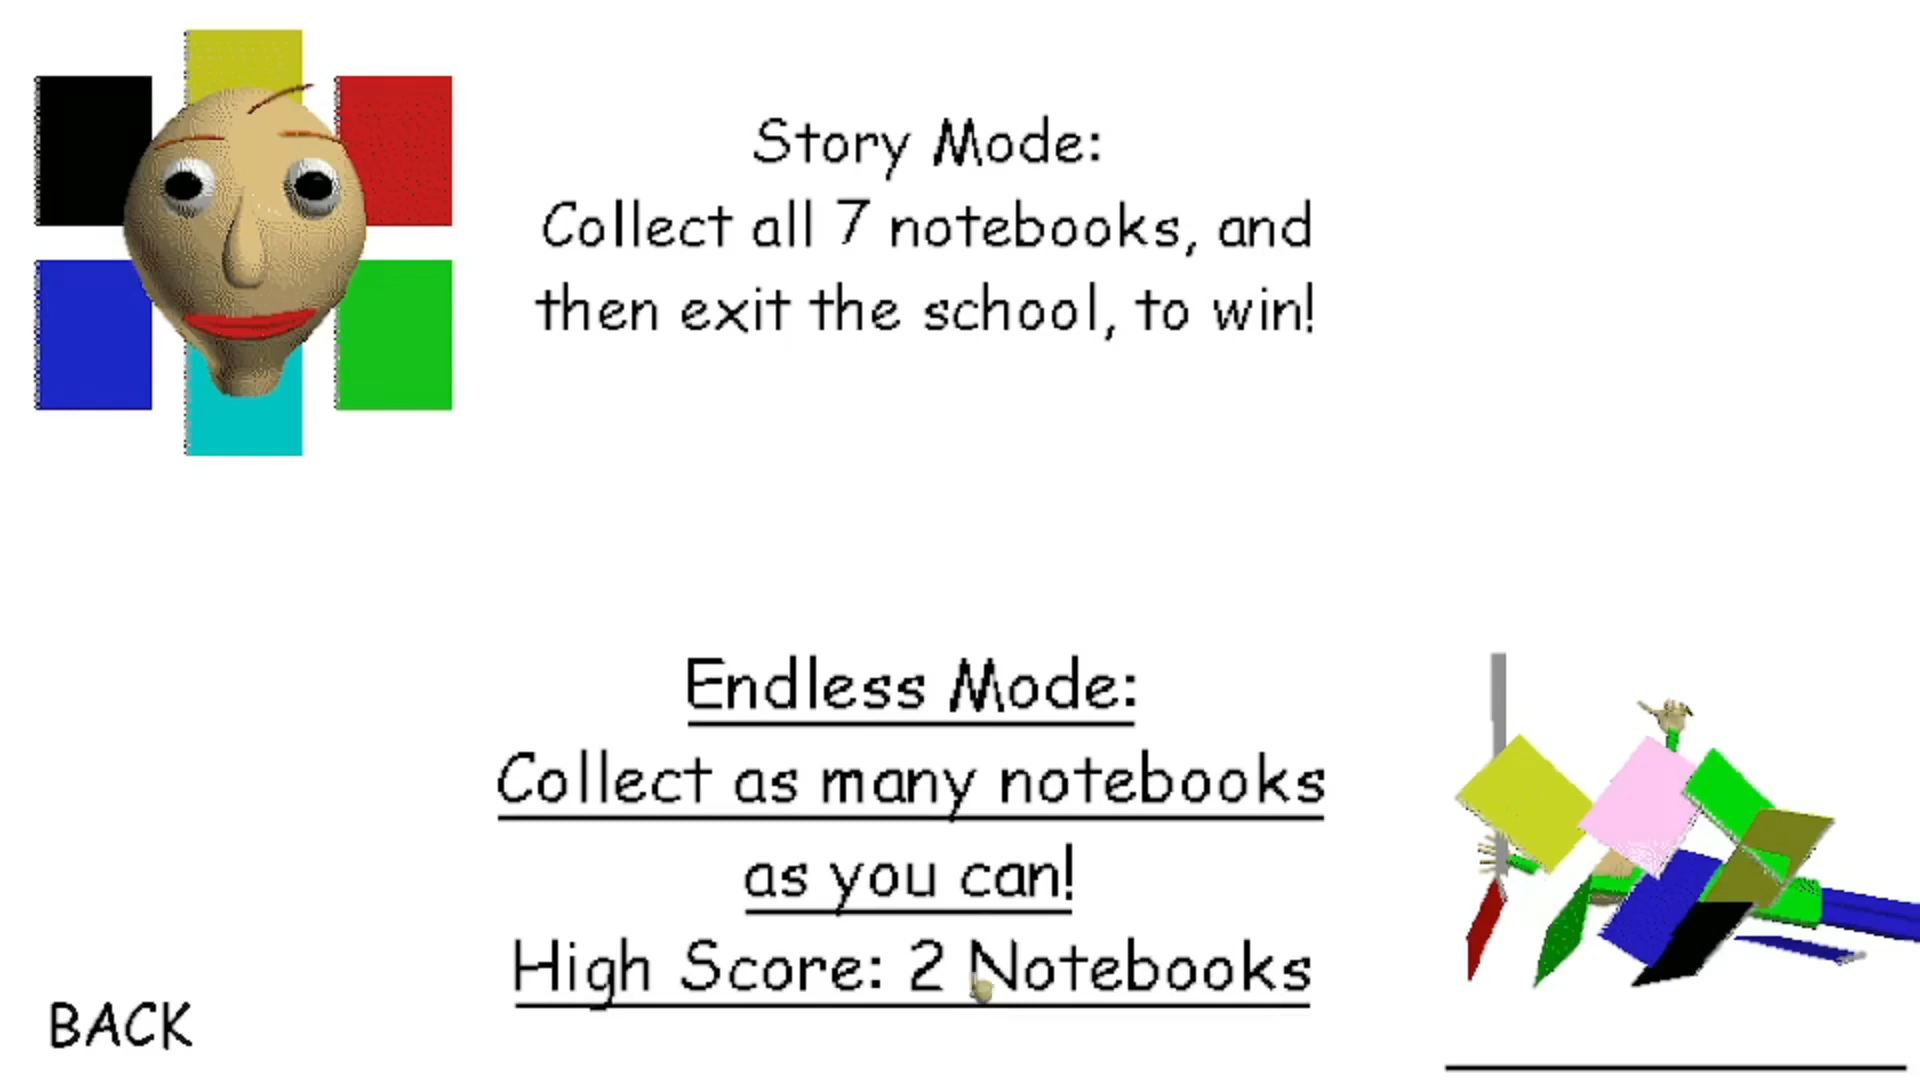 Story Mode:
Collect all 7 notebooks, and
then exit the school, to win!
Endless Mode:
Collect as many notebooks
as you can!
High Score: 2 Notebooks
BACK